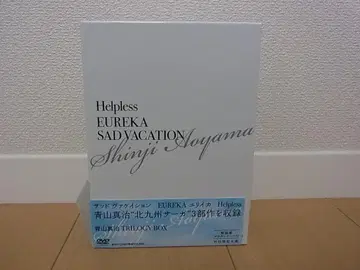 Helpless
EUREKA
SAD VACATION
Shinji Aoyama
サッド ヴァケイション EUREKA ユリイカ Helpless
青山真治“北九州サーガ”3部作を収録
青山真治 TRILOGY BOX
DVD